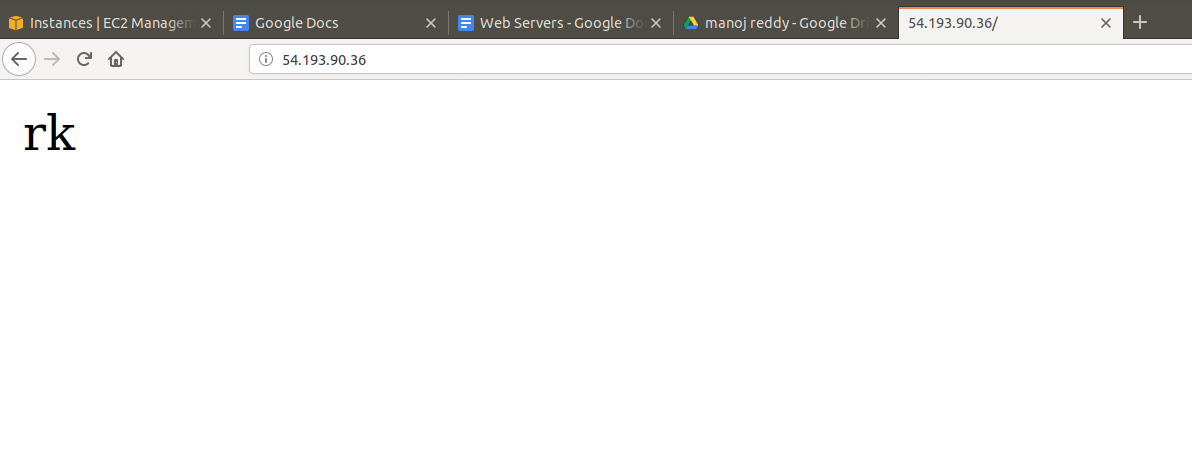 Instances | EC2 Managem
Google Docs
Web Servers - Google Do
manoj reddy - Google Dri
54.193.90.36/
54.193.90.36
rk